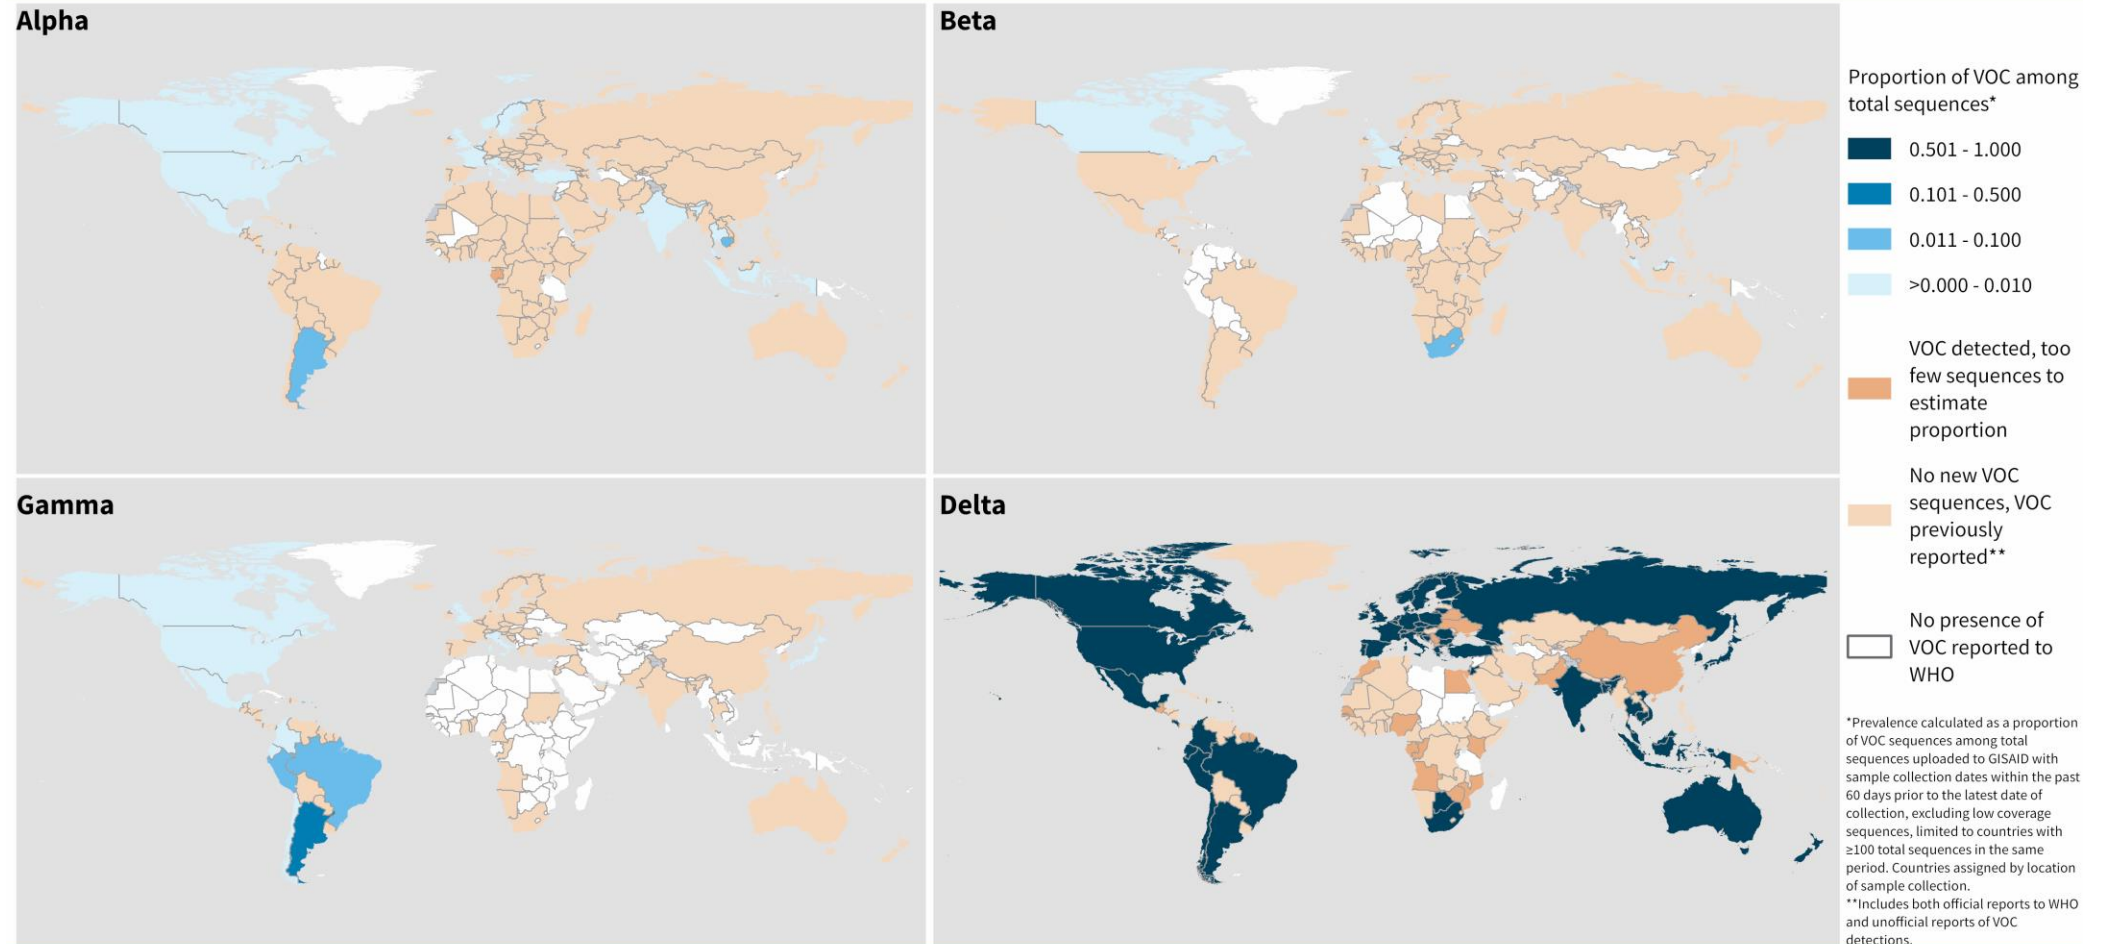 Alpha
Beta
Gamma
Delta
Proportion of VOC among
total sequences*
0.501 - 1.000
0.101 - 0.500
0.011 - 0.100
>0.000 - 0.010
VOC detected, too
few sequences to
estimate
proportion
No new VOC
sequences, VOC
previously
reported**
No presence of
VOC reported to
WHO
*Prevalence calculated as a proportion
of VOC sequences among total
sequences uploaded to GISAID with
sample collection dates within the past
60 days prior to the latest date of
collection, excluding low coverage
sequences, limited to countries with
≥100 total sequences in the same
period. Countries assigned by location
of sample collection.
**Includes both official reports to WHO
and unofficial reports of VOC
detections.